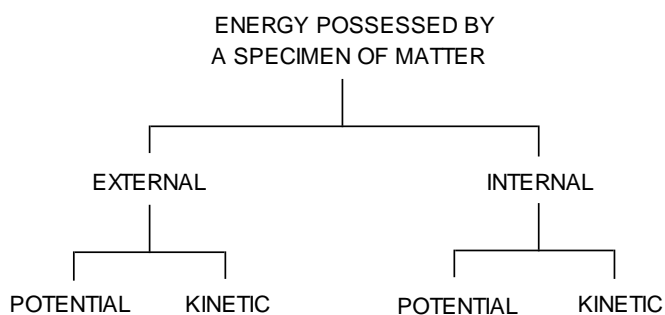 ENERGY POSSESSED BY
A SPECIMEN OF MATTER
EXTERNAL
INTERNAL
POTENTIAL
KINETIC
POTENTIAL
KINETIC